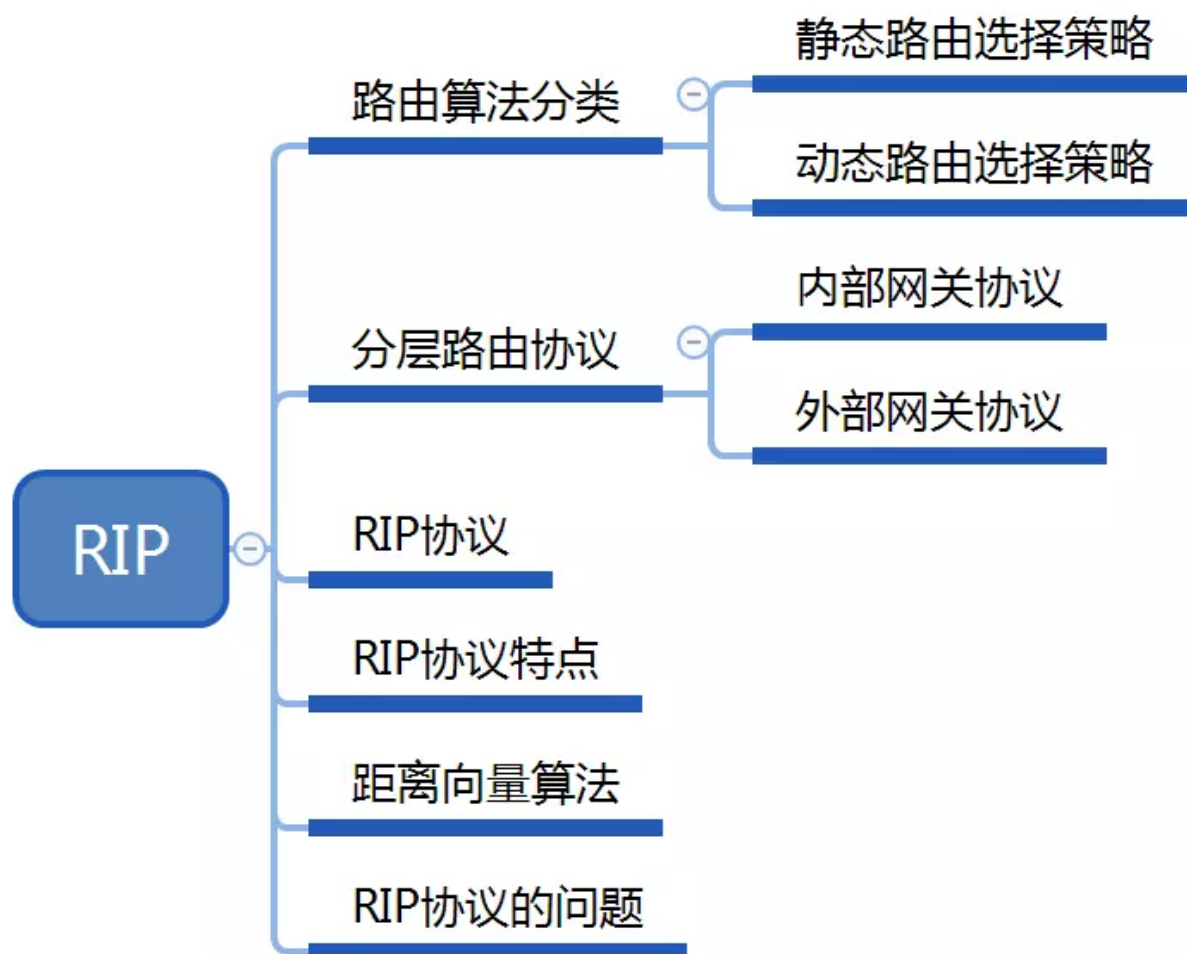 静态路由选择策略
路由算法分类
动态路由选择策略
内部网关协议
分层路由协议
外部网关协议
RIP协议
RIP
RIP协议特点
距离向量算法
RIP协议的问题